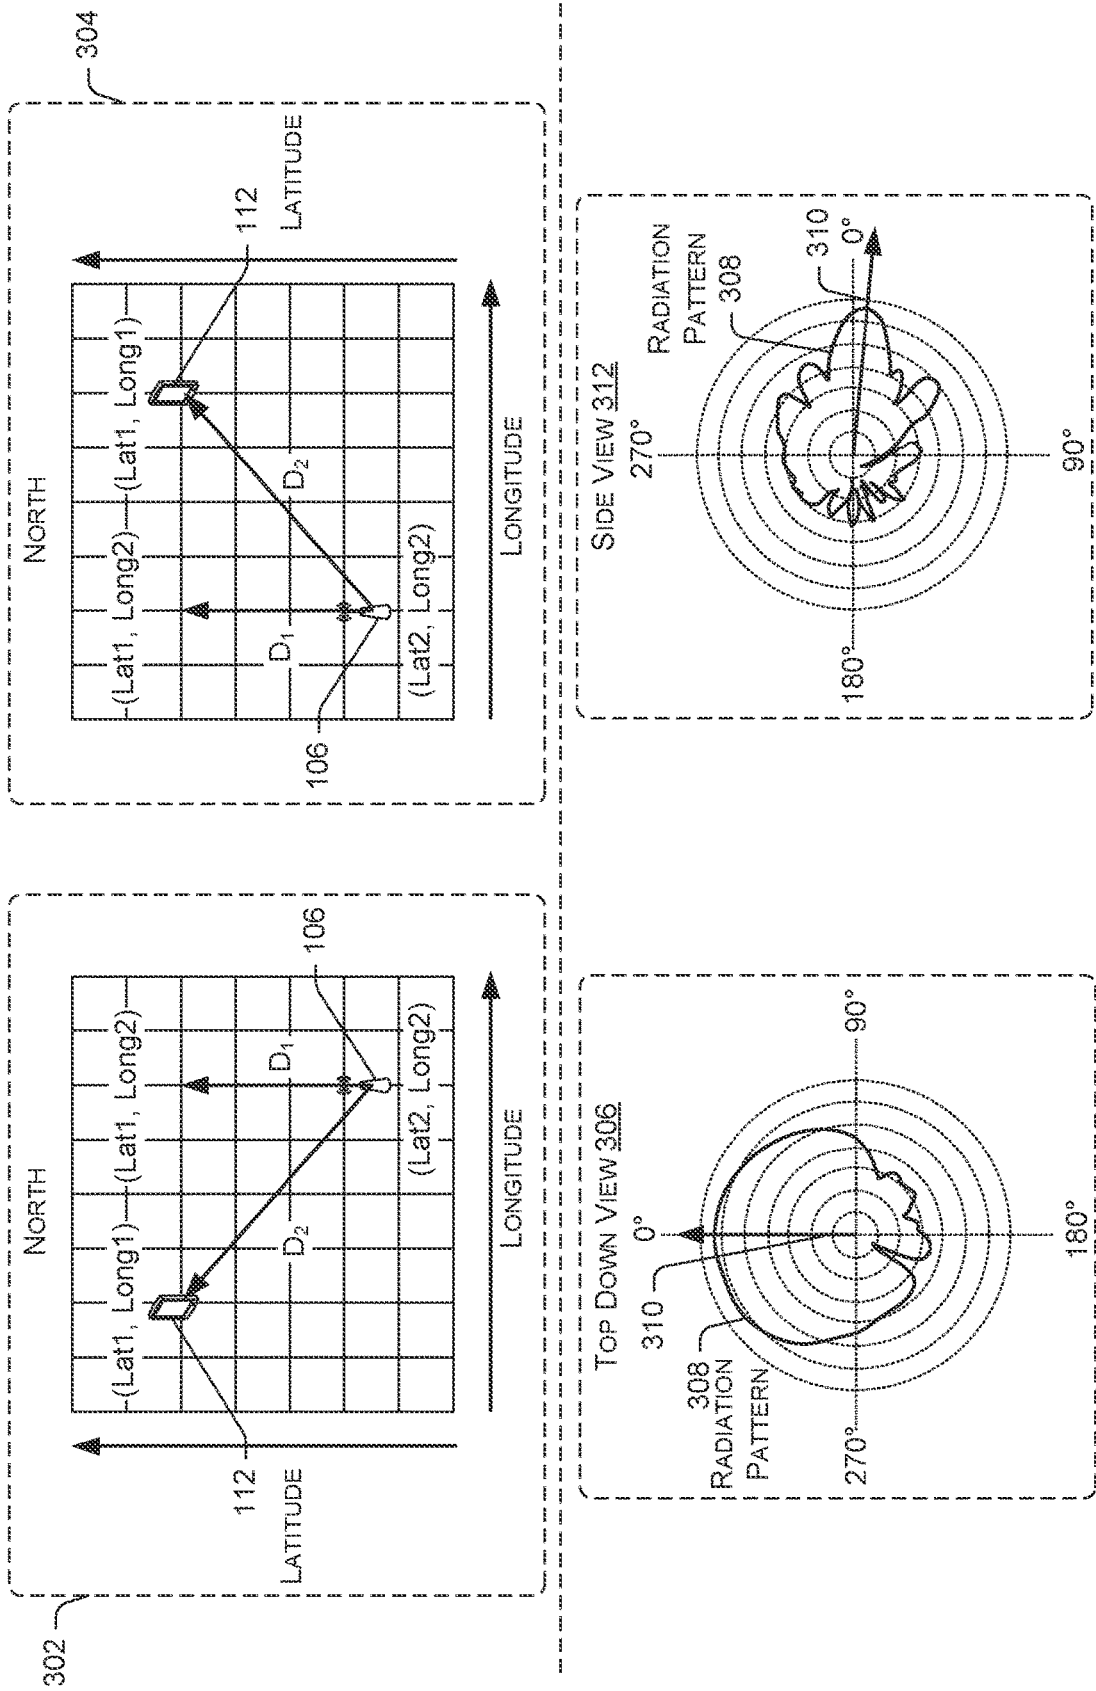 302
NORTH
(Lat1, Long1)
(Lat1, Long2)
112
LATITUDE
D2
D1
106
(Lat2, Long2)
LONGITUDE
304
NORTH
(Lat1, Long2)
(Lat1, Long1)
112
LATITUDE
D1
D2
106
(Lat2, Long2)
LONGITUDE
TOP DOWN VIEW 306
0°
310
308
RADIATION
PATTERN
270°
90°
180°
SIDE VIEW 312
270°
RADIATION
PATTERN
308
310
0°
180°
90°